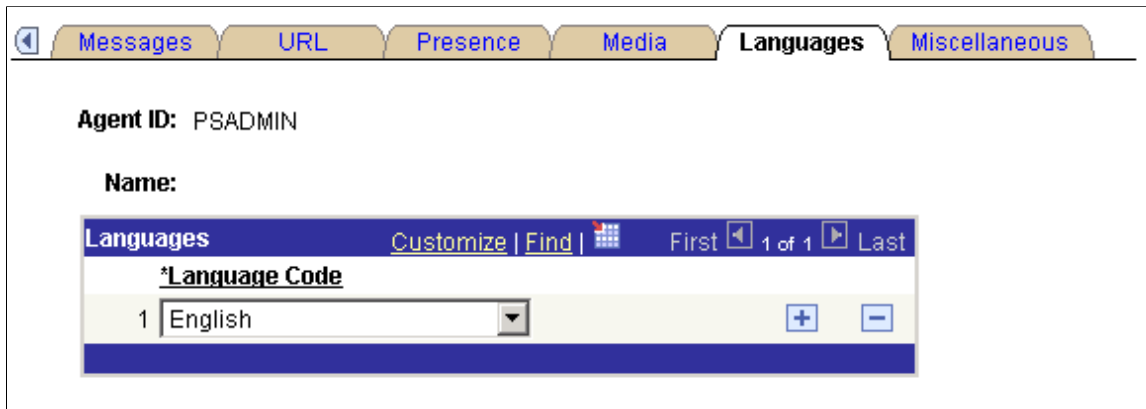 Messages URL Presence Media Languages Miscellaneous
Agent ID: PSADMIN
Name:
Languages Customize | Find | First 1 of 1 Last
*Language Code
1 English